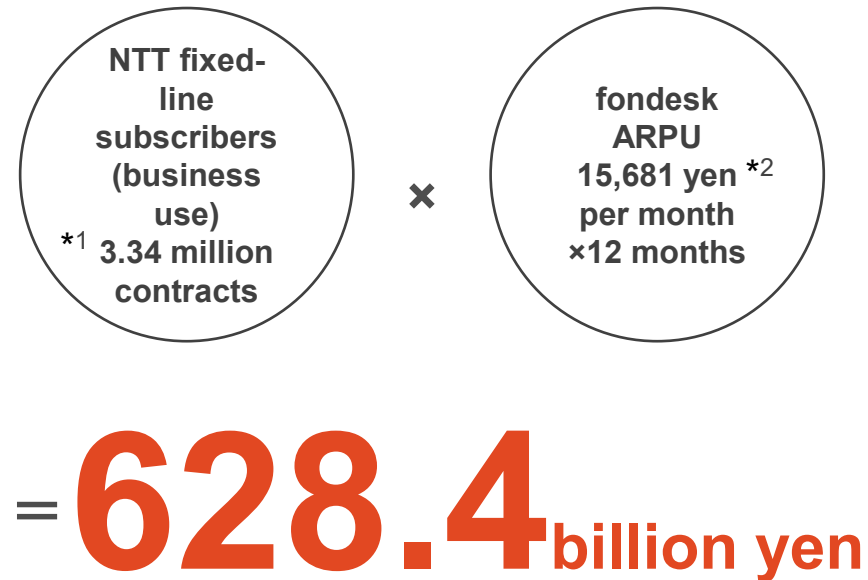 NTT fixed-
line
subscribers
(business
use)
*1 3.34 million
contracts
×
fondesk
ARPU
15,681 yen *2
per month
×12 months
=628.4billion yen